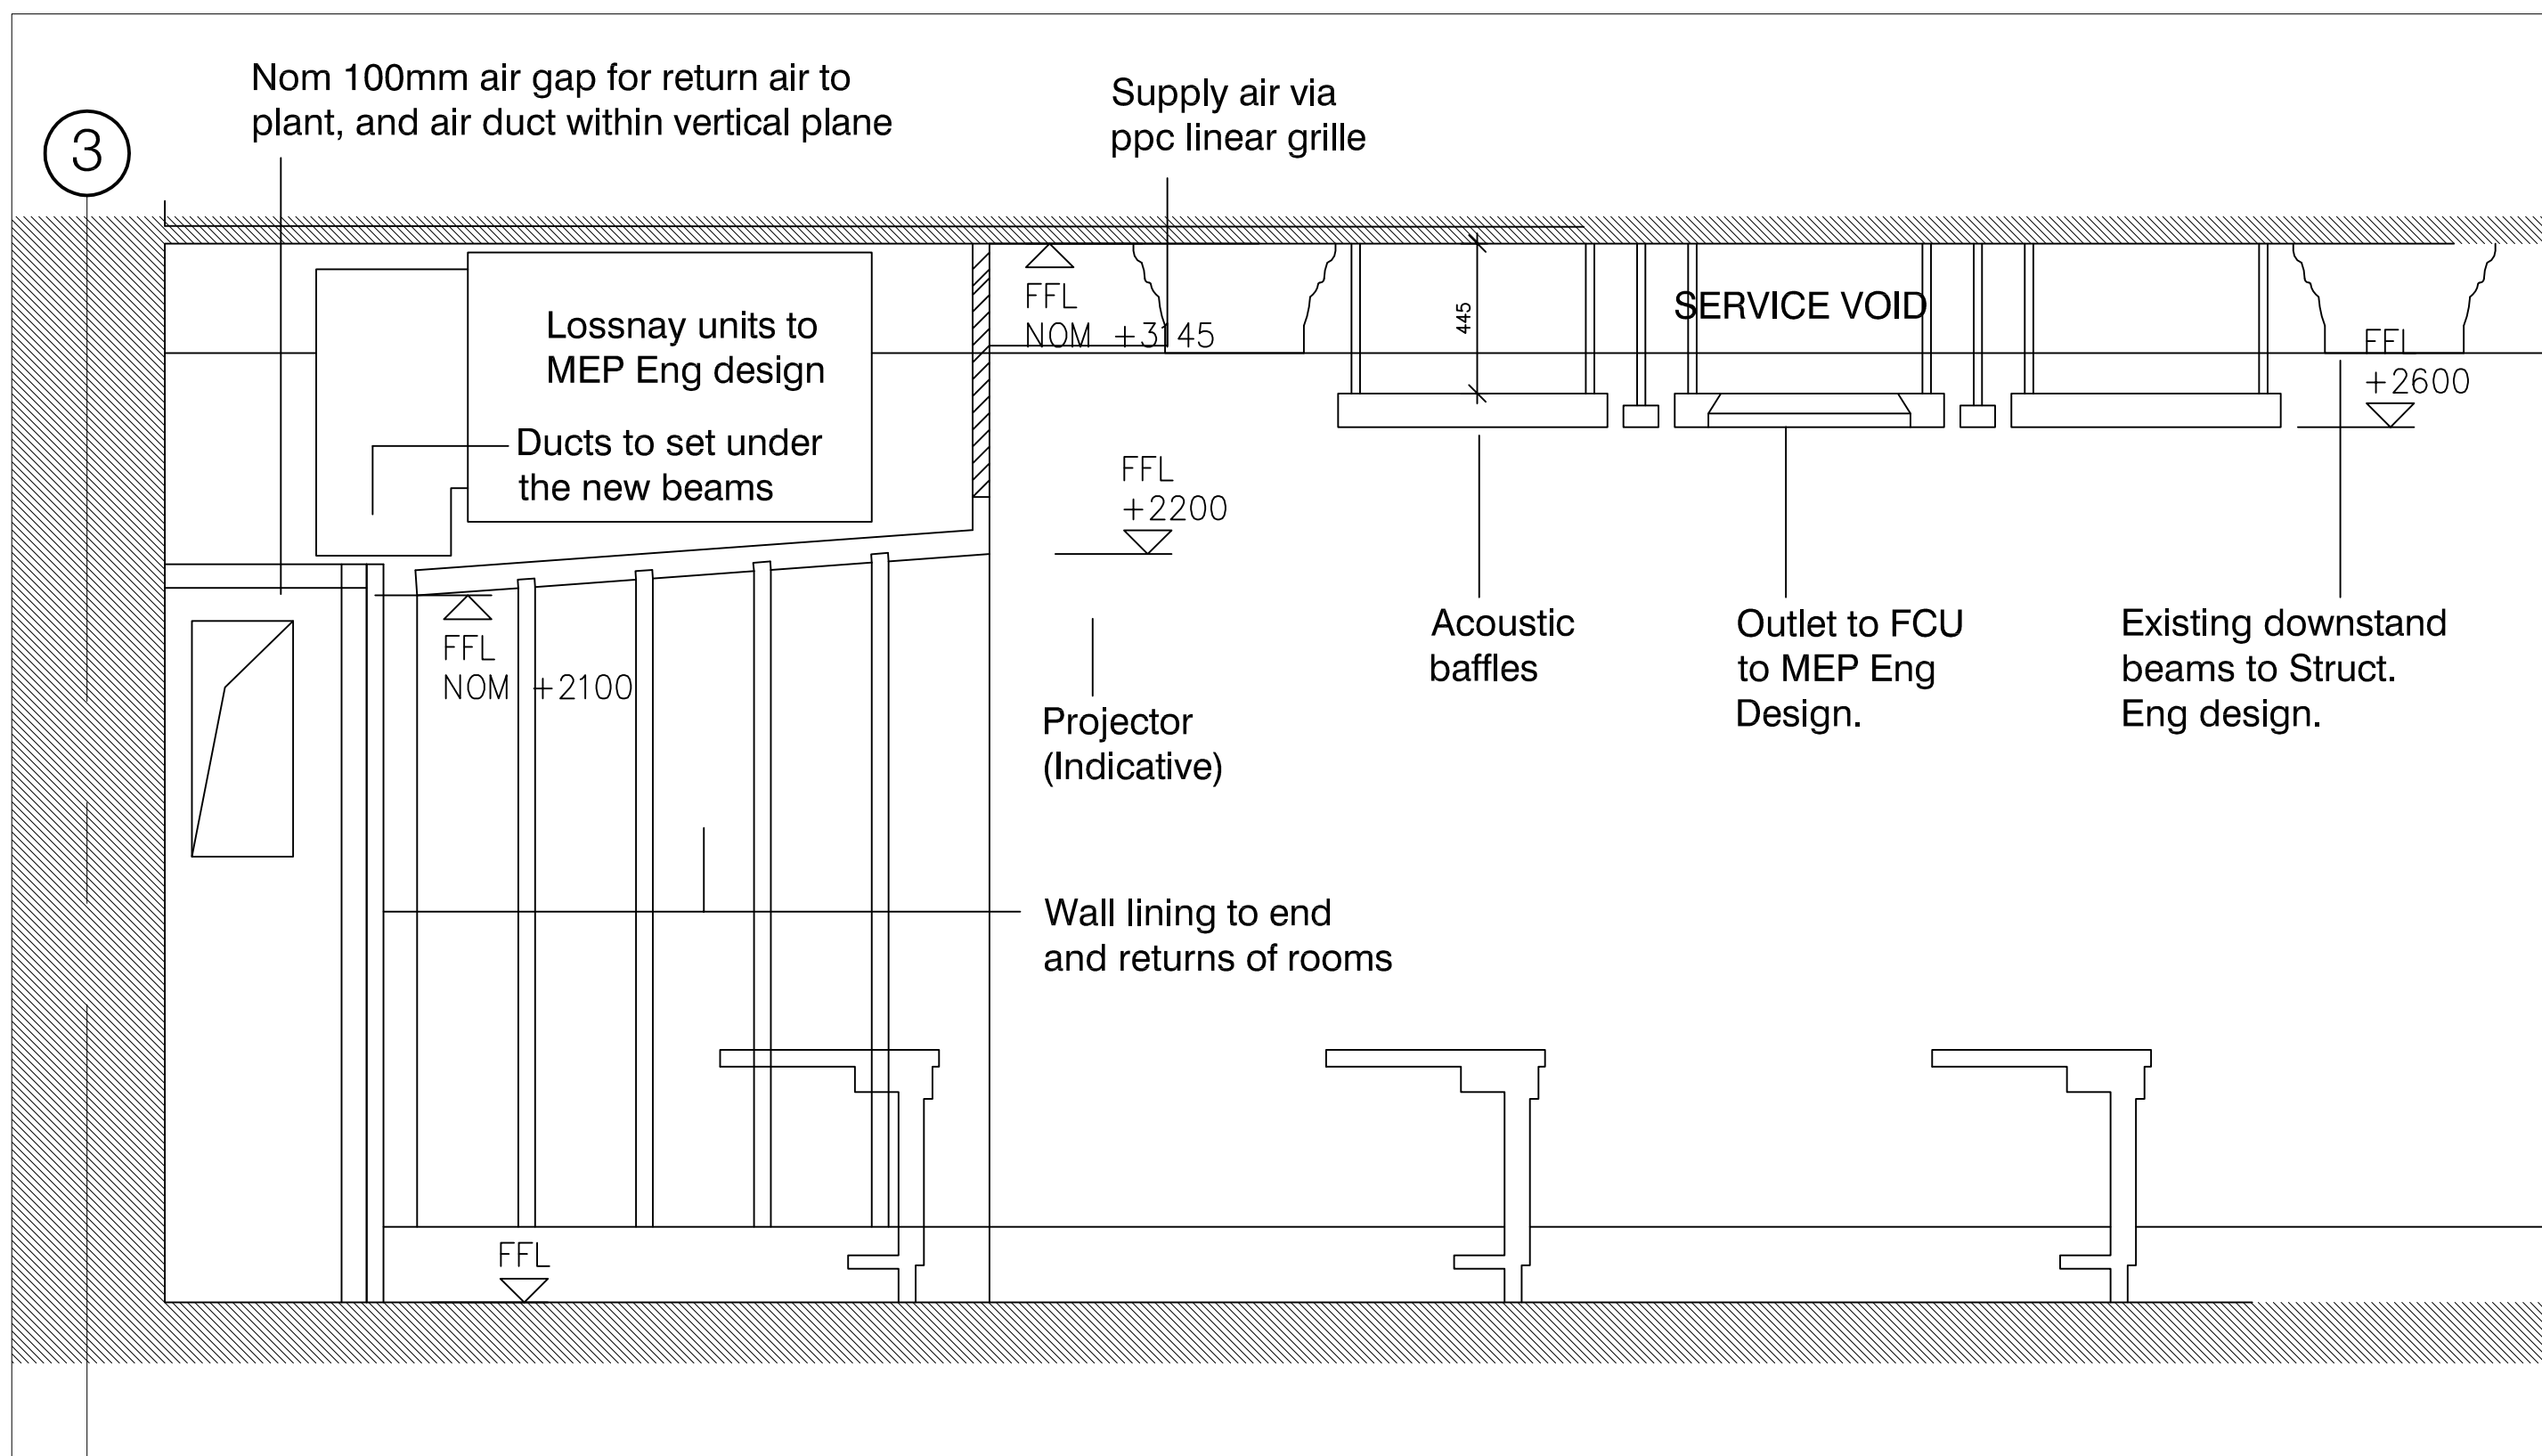 Nom 100mm air gap for return air to
plant, and air duct within vertical plane
Supply air via
ppc linear grille
3
FFL
NOM +3145
445
SERVICE VOID
FFL
+2600
Lossnay units to
MEP Eng design
Ducts to set under
the new beams
FFL
+2200
FFL
NOM +2100
Projector
(Indicative)
Acoustic
baffles
Outlet to FCU
to MEP Eng
Design.
Existing downstand
beams to Struct.
Eng design.
Wall lining to end
and returns of rooms
FFL